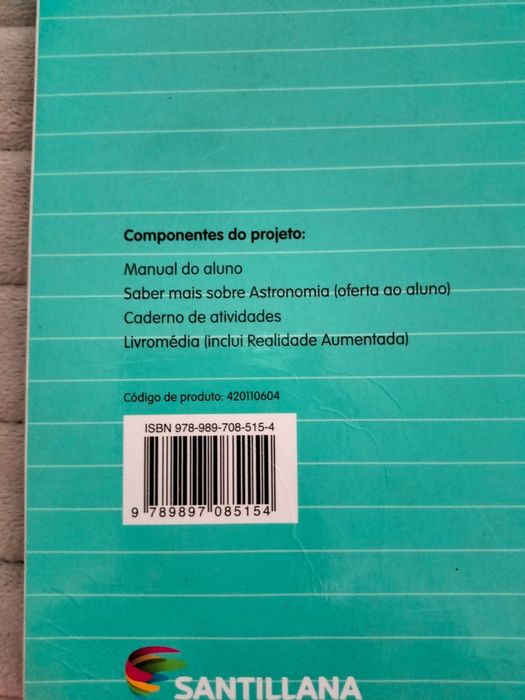 Componentes do projeto:
Manual do aluno
Saber mais sobre Astronomia (oferta ao aluno)
Caderno de atividades
Livromédia (inclui Realidade Aumentada)
Código de produto: 420110604
ISBN 978-989-708-515-4
9 789897 085154
SANTILLANA